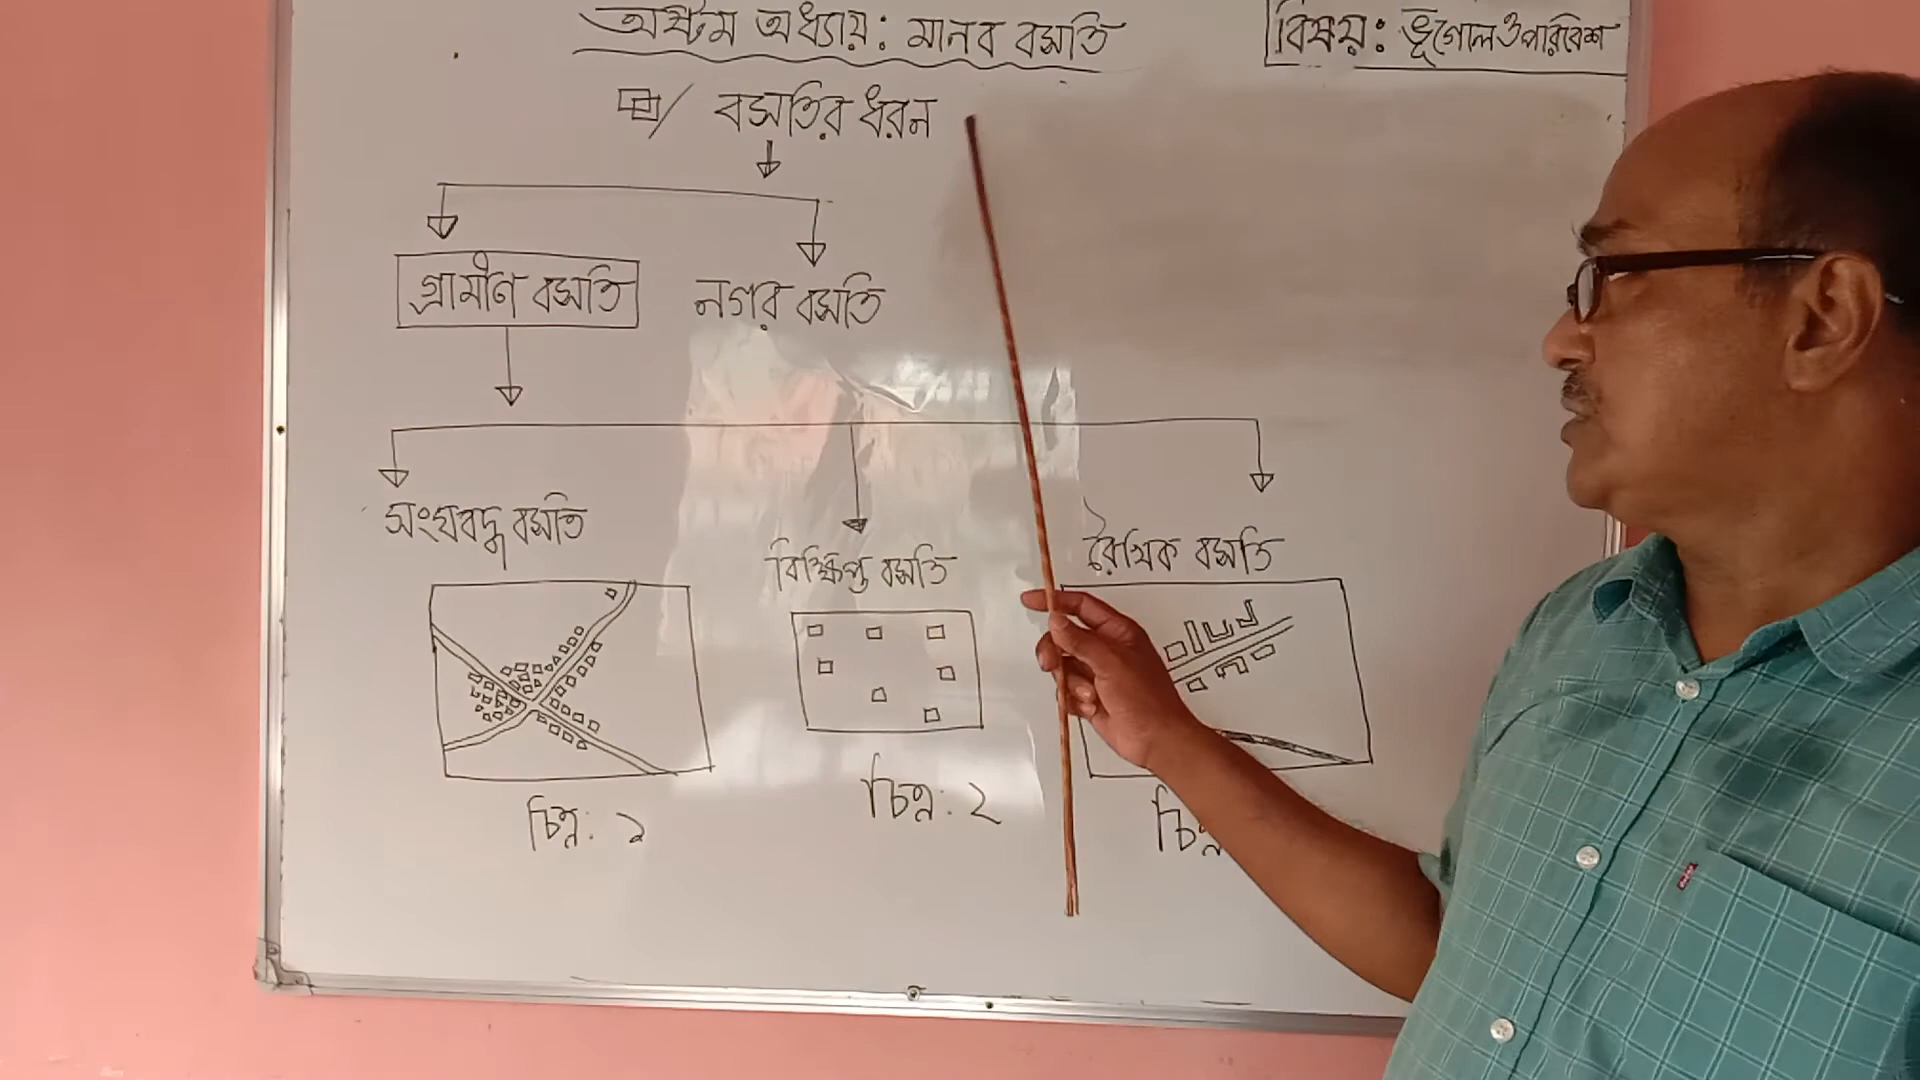 অষ্টম অধ্যায়: মানব বসতি
বিষয়: ভূগোল ও পরিবেশ
বসতির ধরন
গ্রামীণ বসতি
নগর বসতি
সংঘবদ্ধ বসতি
বিক্ষিপ্ত বসতি
রৈখিক বসতি
চিত্র: ১
চিত্র: ২